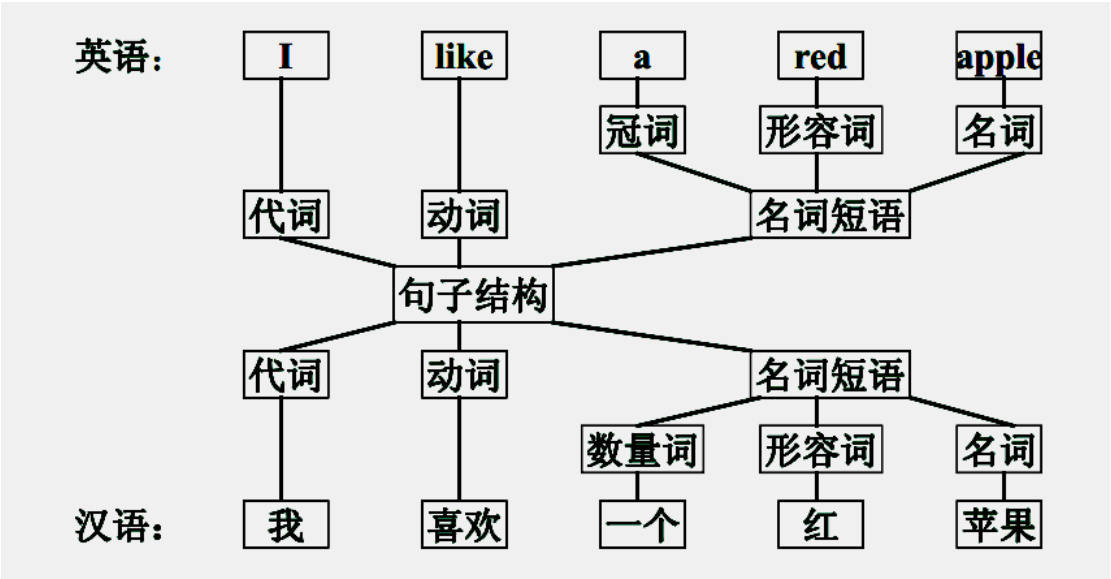 英语： I like a red apple
冠词 形容词 名词
代词 动词 名词短语
句子结构
代词 动词 名词短语
数量词 形容词 名词
汉语： 我 喜欢 一个 红 苹果